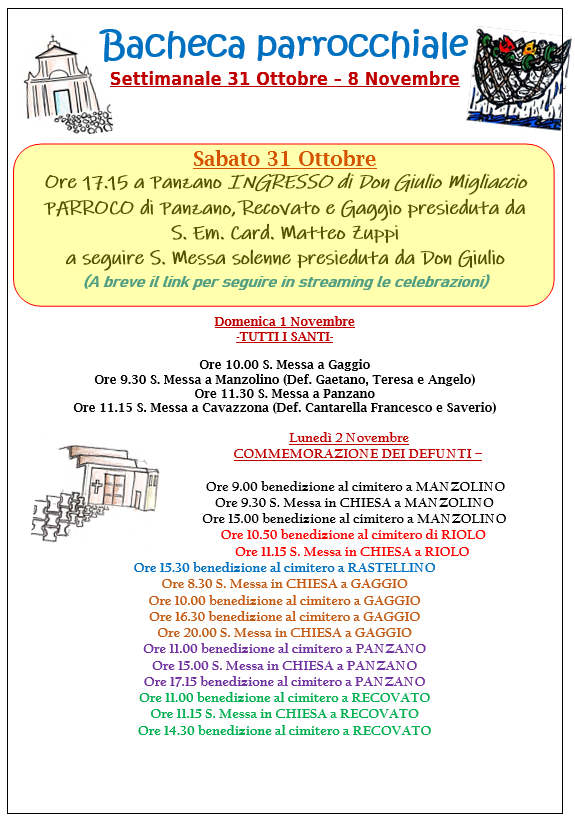 Bacheca parrocchiale
Settimanale 31 Ottobre – 8 Novembre
Sabato 31 Ottobre
Ore 17.15 a Panzano INGRESSO di Don Giulio Migliaccio
PARROCO di Panzano, Recovato e Gaggio presieduta da
S. Em. Card. Matteo Zuppi
a seguire S. Messa solenne presieduta da Don Giulio
(A breve il link per seguire in streaming le celebrazioni)
Domenica 1 Novembre
-TUTTI I SANTI-
Ore 10.00 S. Messa a Gaggio
Ore 9.30 S. Messa a Manzolino (Def. Gaetano, Teresa e Angelo)
Ore 11.30 S. Messa a Panzano
Ore 11.15 S. Messa a Cavazzona (Def. Cantarella Francesco e Saverio)
Lunedì 2 Novembre
COMMEMORAZIONE DEI DEFUNTI –
Ore 9.00 benedizione al cimitero a MANZOLINO
Ore 9.30 S. Messa in CHIESA a MANZOLINO
Ore 15.00 benedizione al cimitero a MANZOLINO
Ore 10.50 benedizione al cimitero di RIOLO
Ore 11.15 S. Messa in CHIESA a RIOLO
Ore 15.30 benedizione al cimitero a RASTELLINO
Ore 8.30 S. Messa in CHIESA a GAGGIO
Ore 10.00 benedizione al cimitero a GAGGIO
Ore 16.30 benedizione al cimitero a GAGGIO
Ore 20.00 S. Messa in CHIESA a GAGGIO
Ore 11.00 benedizione al cimitero a PANZANO
Ore 15.00 S. Messa in CHIESA a PANZANO
Ore 17.15 benedizione al cimitero a PANZANO
Ore 11.00 benedizione al cimitero a RECOVATO
Ore 11.15 S. Messa in CHIESA a RECOVATO
Ore 14.30 benedizione al cimitero a RECOVATO